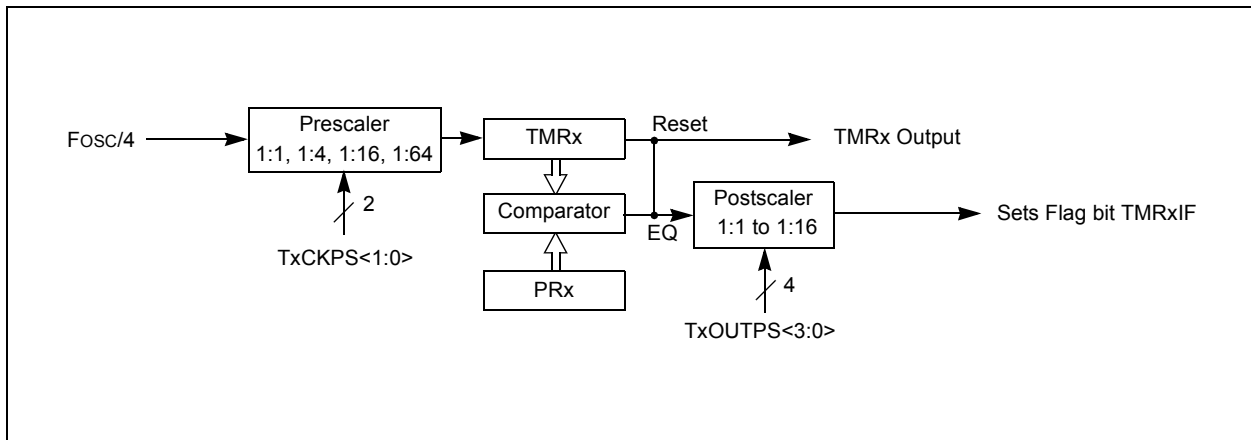 FOSC/4
Prescaler
1:1, 1:4, 1:16, 1:64
2
TxCKPS<1:0>
TMRx
Reset
TMRx Output
Comparator
EQ
PRx
Postscaler
1:1 to 1:16
4
TxOUTPS<3:0>
Sets Flag bit TMRxIF